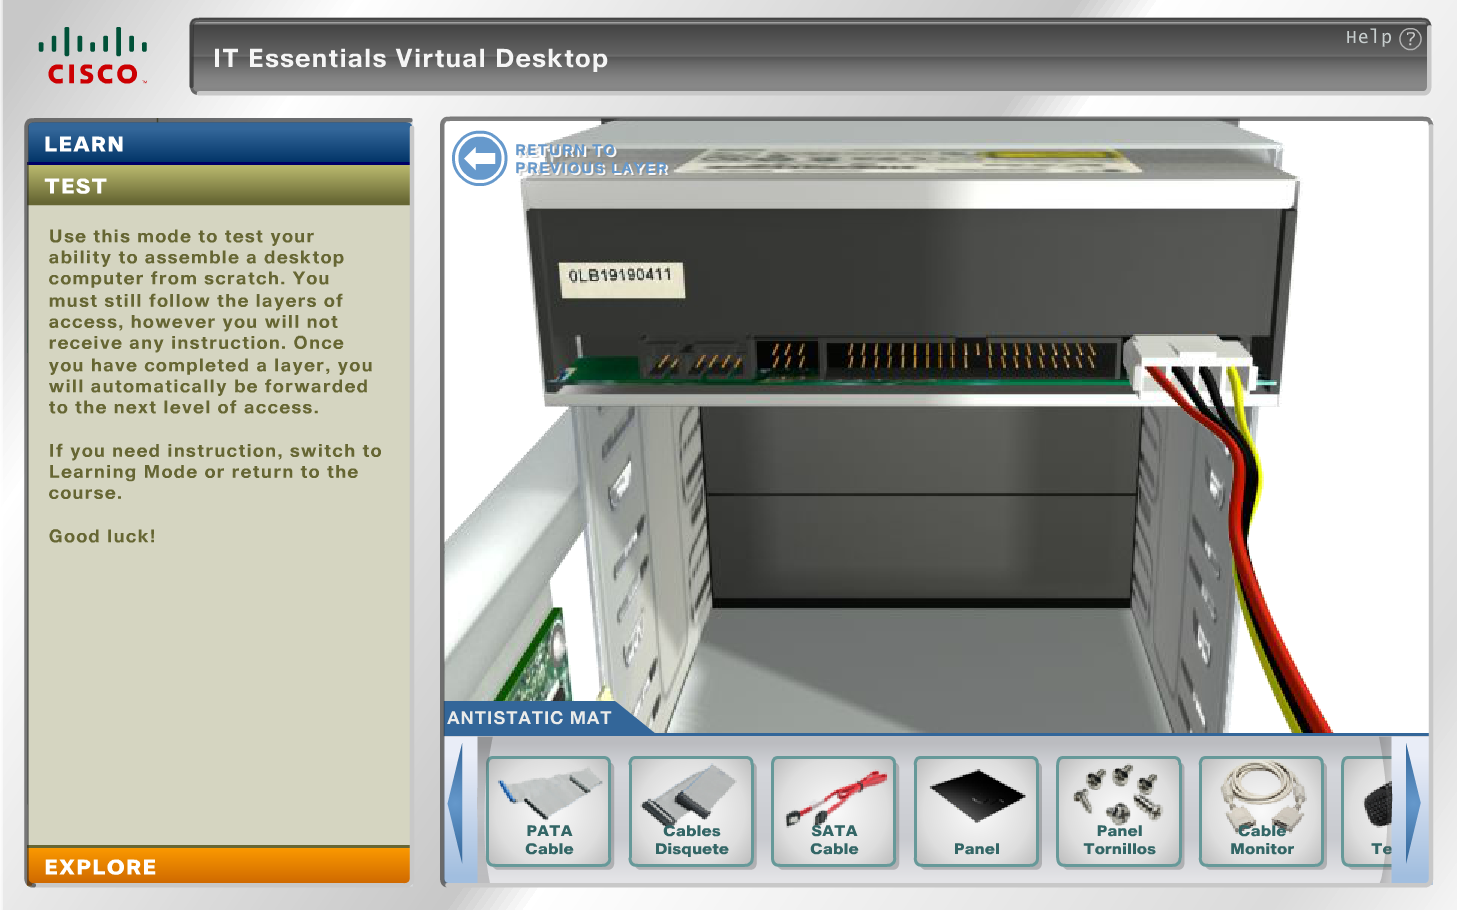 CISCO
IT Essentials Virtual Desktop
Help ?
LEARN
TEST
Use this mode to test your
ability to assemble a desktop
computer from scratch. You
must still follow the layers of
access, however you will not
receive any instruction. Once
you have completed a layer, you
will automatically be forwarded
to the next level of access.
If you need instruction, switch to
Learning Mode or return to the
course.
Good luck!
EXPLORE
RETURN TO
PREVIOUS LAYER
0LB19190411
ANTISTATIC MAT
PATA
Cable
Cables
Disquete
SATA
Cable
Panel
Panel
Tornillos
Cable
Monitor
Te